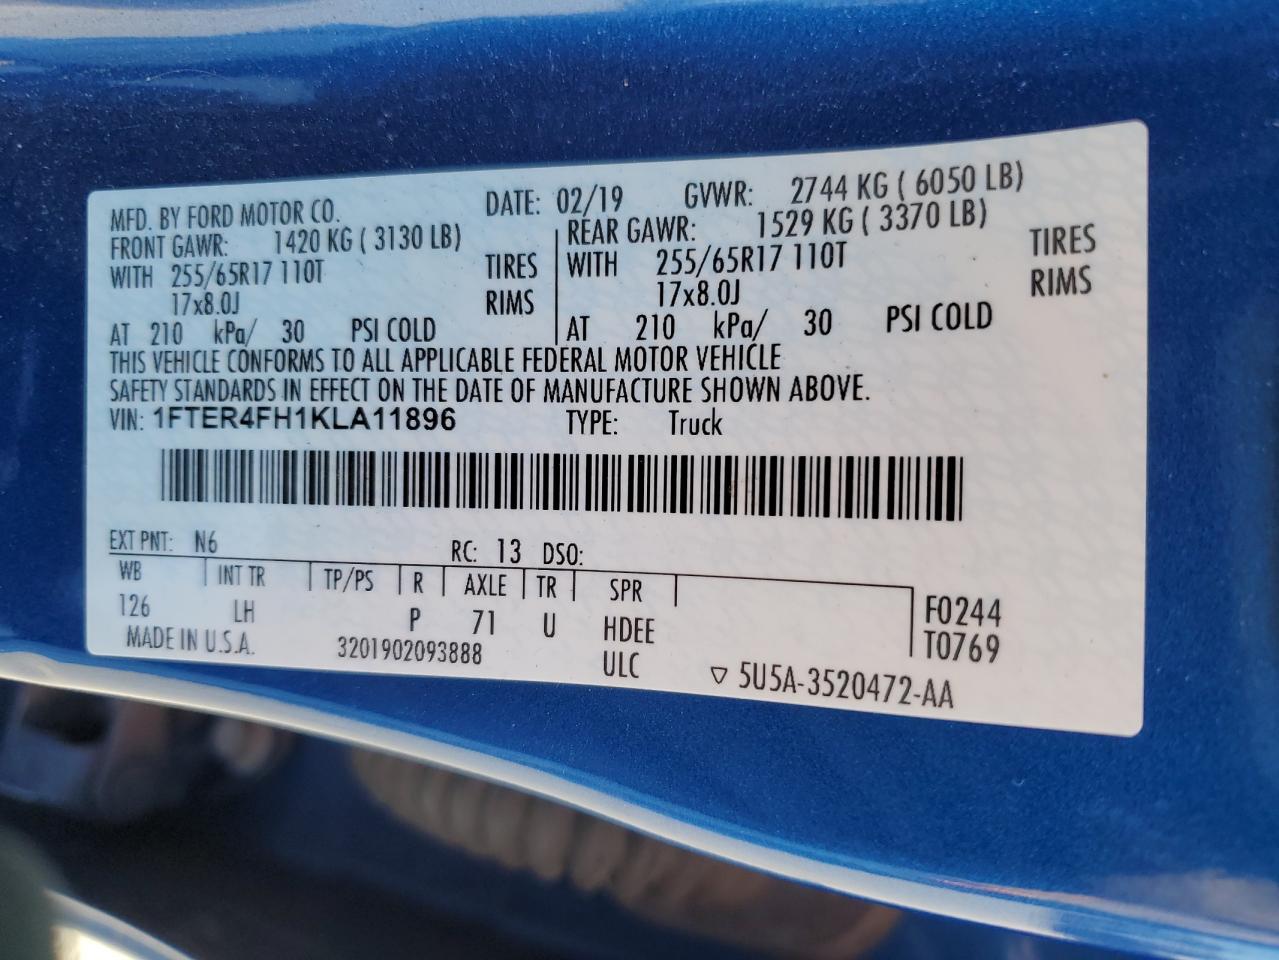 MFD. BY FORD MOTOR CO. DATE: 02/19 GVWR: 2744 KG ( 6050 LB)
FRONT GAWR: 1420 KG ( 3130 LB) REAR GAWR: 1529 KG ( 3370 LB)
WITH 255/65R17 110T TIRES WITH 255/65R17 110T TIRES
17x8.0J RIMS 17x8.0J RIMS
AT 210 kPa/ 30 PSI COLD AT 210 kPa/ 30 PSI COLD
THIS VEHICLE CONFORMS TO ALL APPLICABLE FEDERAL MOTOR VEHICLE
SAFETY STANDARDS IN EFFECT ON THE DATE OF MANUFACTURE SHOWN ABOVE.
VIN: 1FTER4FH1KLA11896 TYPE: Truck
EXT PNT: N6 RC: 13 DSO:
WB INT TR TP/PS R AXLE TR SPR
126 LH P 71 U HDEE F0244
MADE IN U.S.A. 3201902093888 ULC T0769
▽ 5U5A-3520472-AA